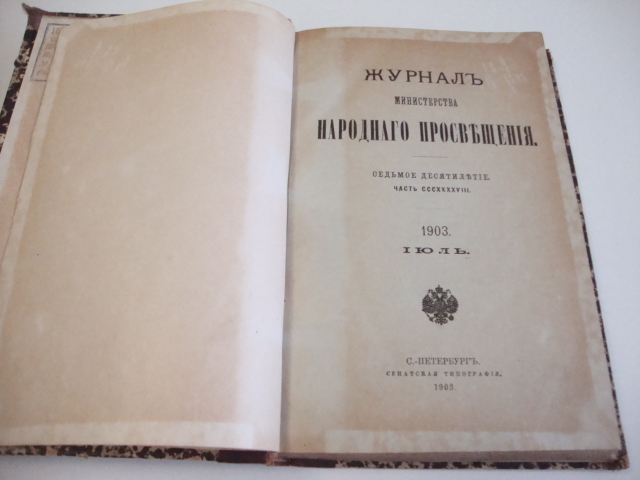 ЖУРНАЛЪ
МИНИСТЕРСТВА
НАРОДНАГО ПРОСВѢЩЕНІЯ.
СЕДЬМОЕ ДЕСЯТИЛѢТІЕ.
ЧАСТЬ CCCXXXXVIII.
1903.
ІЮЛЬ.
С.-ПЕТЕРБУРГЪ.
СЕНАТСКАЯ ТИПОГРАФІЯ.
1903.